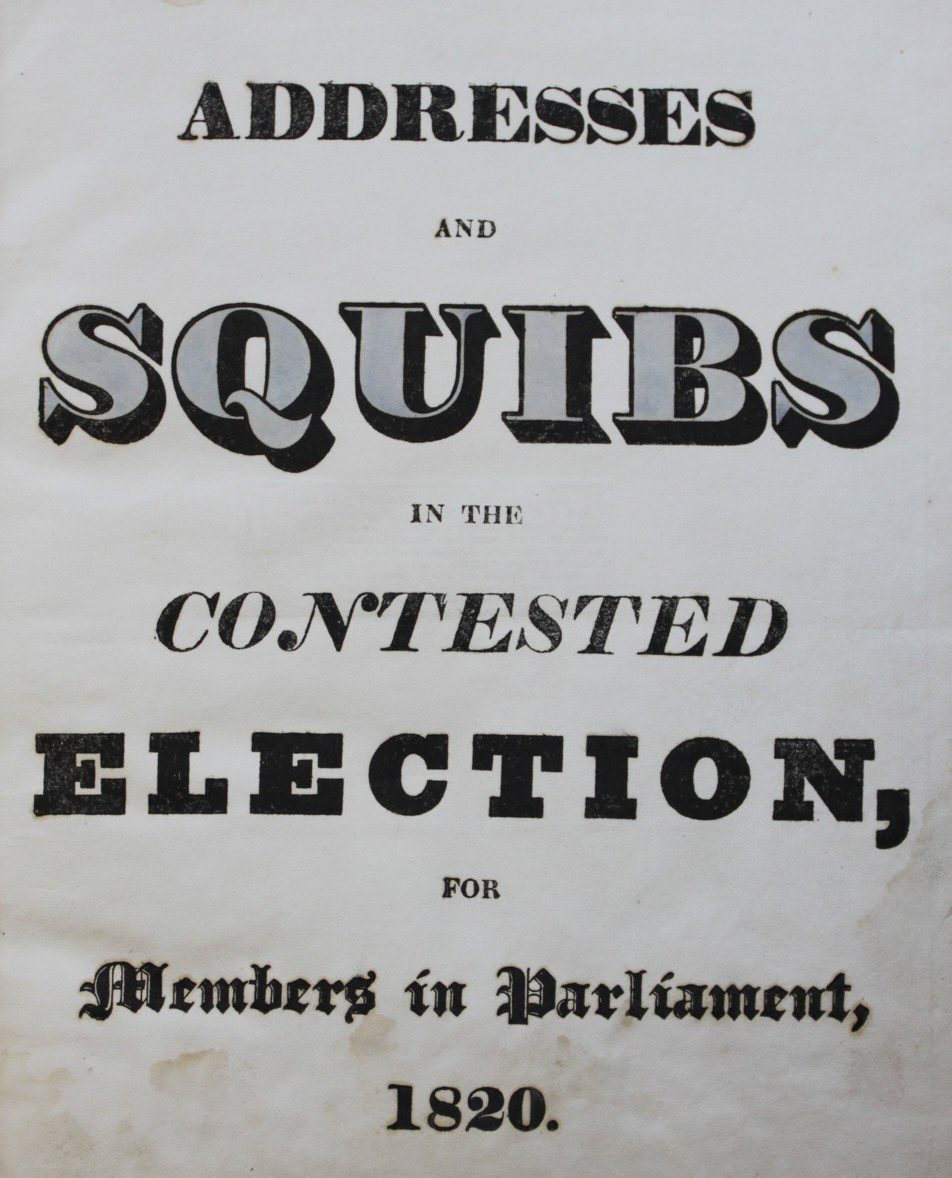 ADDRESSES
AND
SQUIBS
IN THE
CONTESTED
ELECTION,
FOR
Members in Parliament,
1820.